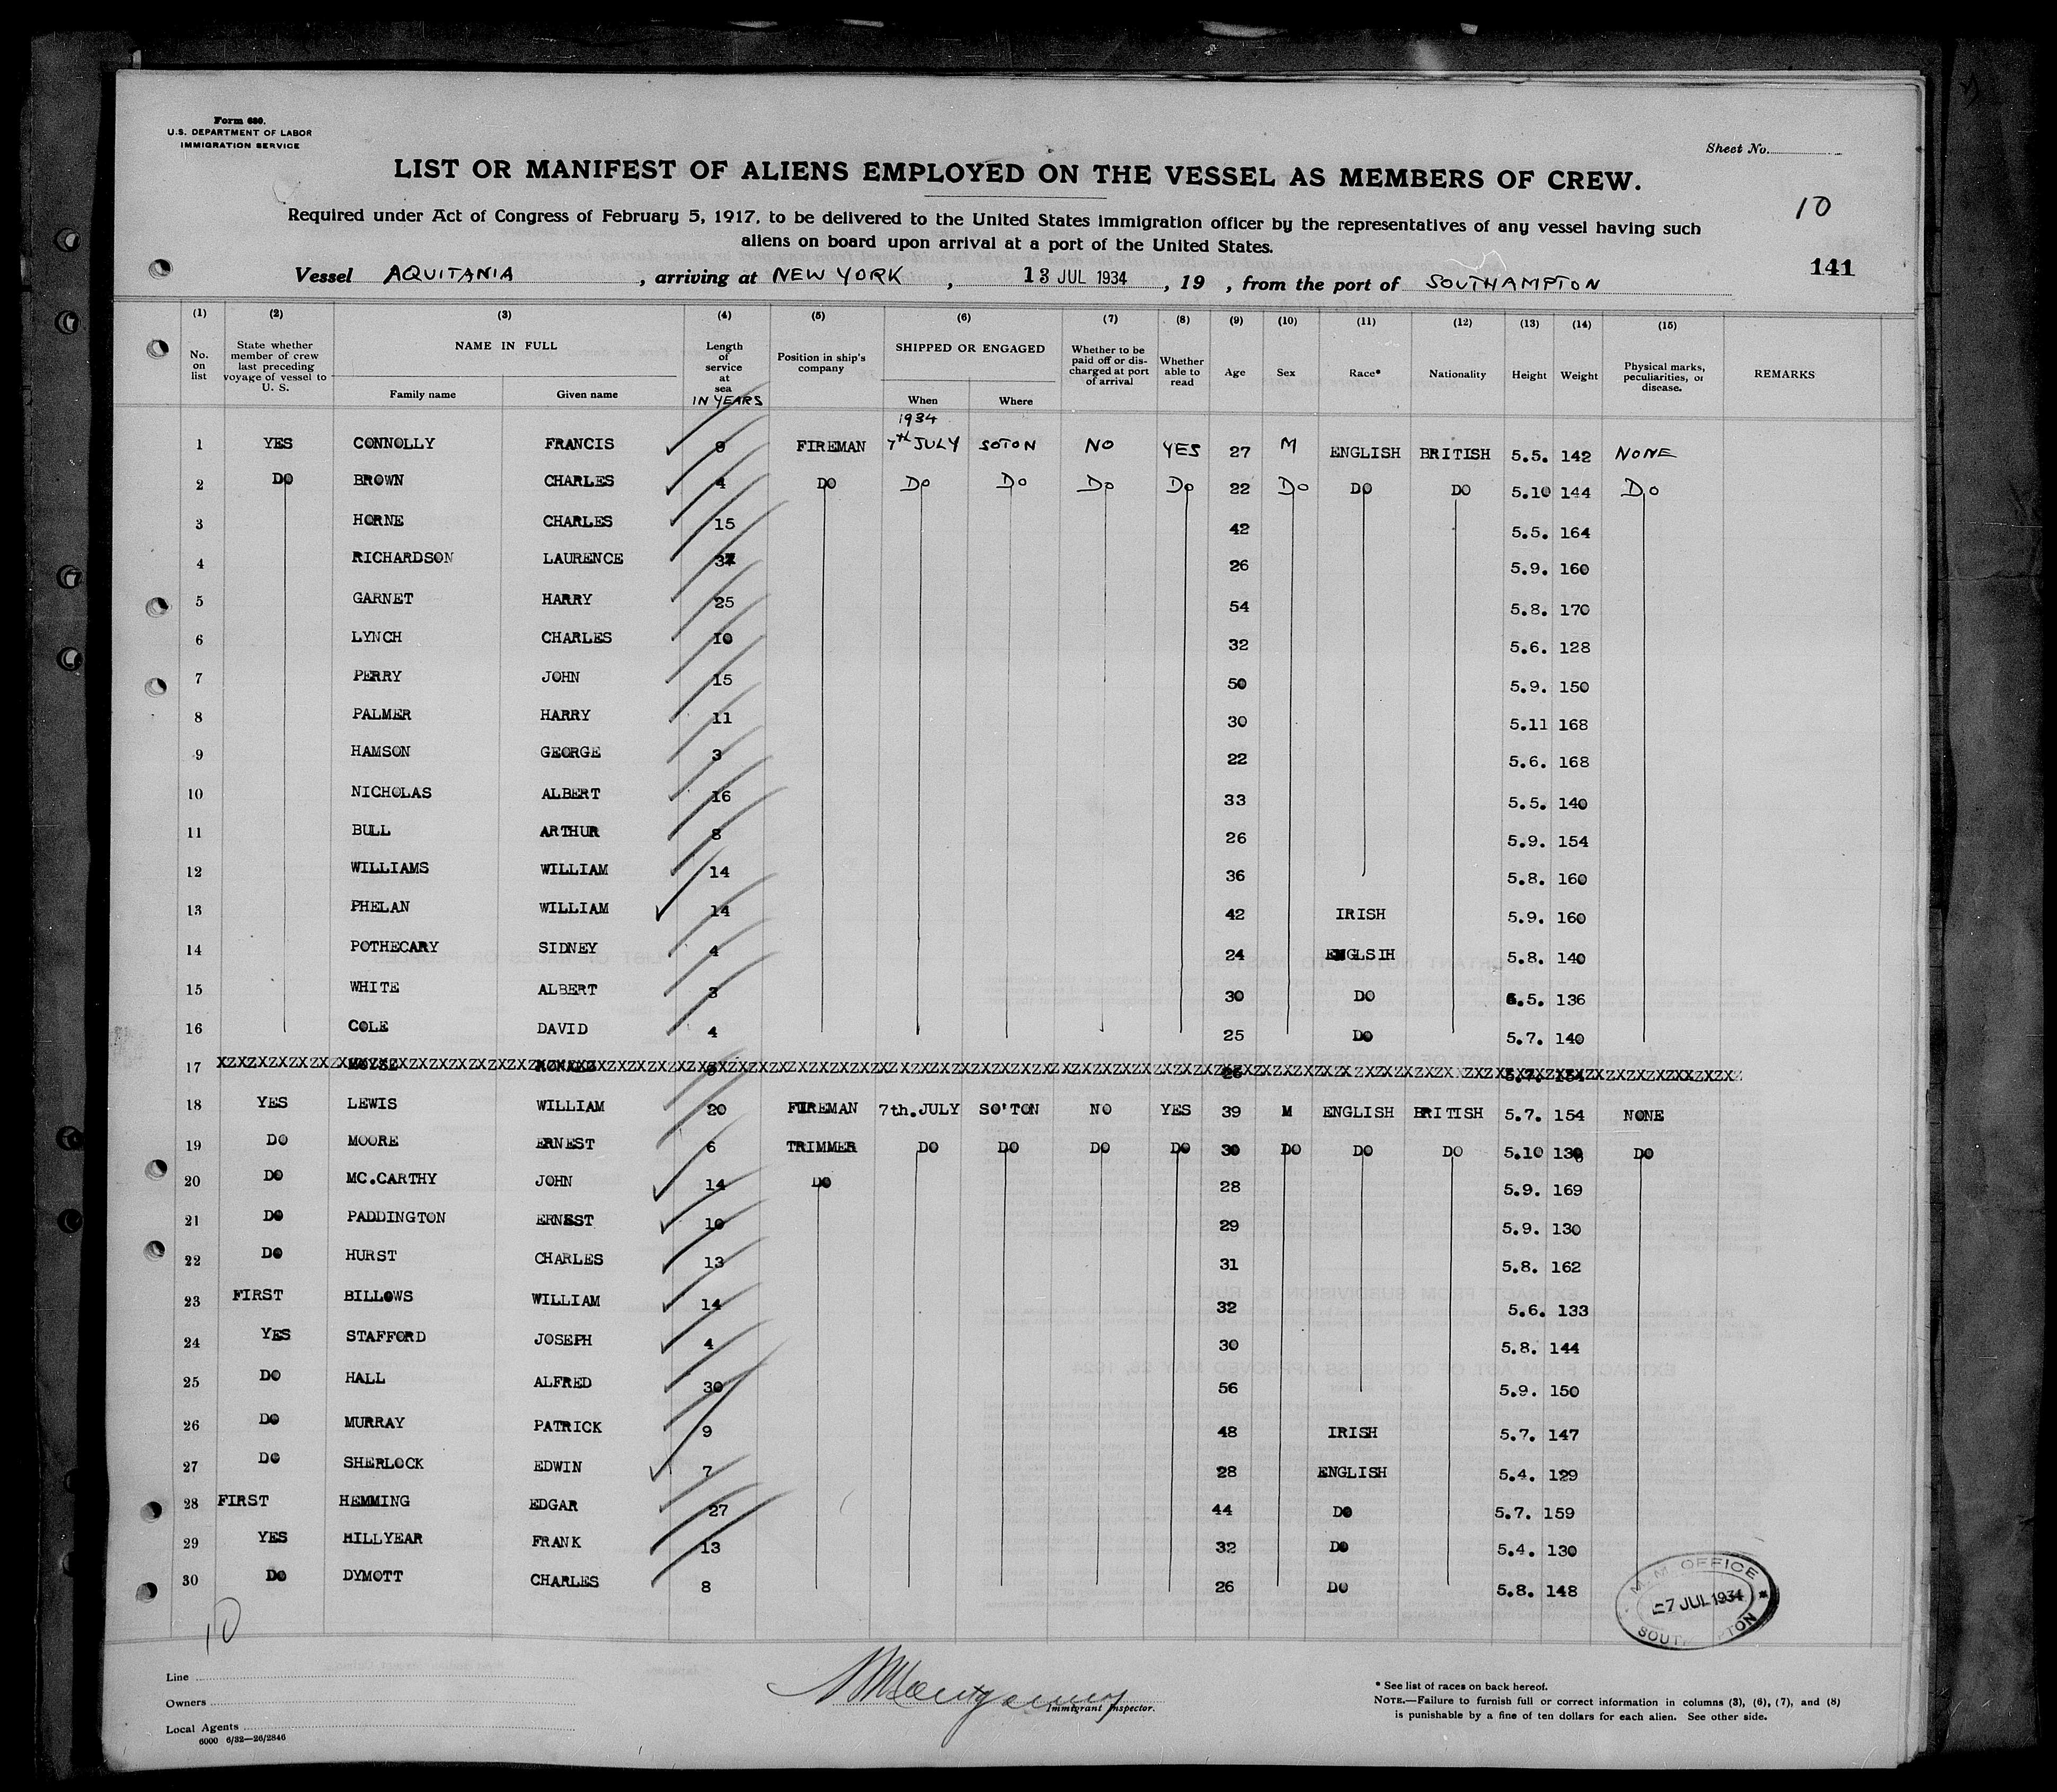 Form 680.
U.S. DEPARTMENT OF LABOR
IMMIGRATION SERVICE
Sheet No.
LIST OR MANIFEST OF ALIENS EMPLOYED ON THE VESSEL AS MEMBERS OF CREW.
10
Required under Act of Congress of February 5, 1917, to be delivered to the United States immigration officer by the representatives of any vessel having such
aliens on board upon arrival at a port of the United States.
141
Vessel AQUITANIA , arriving at NEW YORK , 13 JUL 1934 , 19 , from the port of SOUTHAMPTON
(1) (2) (3) (4) (5) (6) (7) (8) (9) (10) (11) (12) (13) (14) (15)
No. on list State whether member of crew last preceding voyage of vessel to U. S. NAME IN FULL Family name Given name Length of service at sea IN YEARS Position in ship's company SHIPPED OR ENGAGED When Where Whether to be paid off or discharged at port of arrival Whether able to read Age Sex Race* Nationality Height Weight Physical marks, peculiarities, or disease. REMARKS
1934
1 YES CONNOLLY FRANCIS 9 FIREMAN 7th JULY SOTON NO YES 27 M ENGLISH BRITISH 5.5. 142 NONE
2 DO BROWN CHARLES 4 DO DO DO DO DO 22 DO DO DO 5.10 144 DO
3 HORNE CHARLES 15 42 5.5. 164
4 RICHARDSON LAURENCE 26 5.9. 160
5 GARNET HARRY 25 54 5.8. 170
6 LYNCH CHARLES 10 32 5.6. 128
7 PERRY JOHN 15 50 5.9. 150
8 PALMER HARRY 11 30 5.11 168
9 HAMSON GEORGE 3 22 5.6. 168
10 NICHOLAS ALBERT 16 33 5.5. 140
11 BULL ARTHUR 8 26 5.9. 154
12 WILLIAMS WILLIAM 14 36 5.8. 160
13 PHELAN WILLIAM 14 42 IRISH 5.9. 160
14 POTHECARY SIDNEY 4 24 ENGLSIH 5.8. 140
15 WHITE ALBERT 3 30 DO 5.5. 136
16 COLE DAVID 4 25 DO 5.7. 140
17
18 YES LEWIS WILLIAM 20 FIREMAN 7th.JULY SO'TON NO YES 39 M ENGLISH BRITISH 5.7. 154 NONE
19 DO MOORE ERNEST 6 TRIMMER DO DO DO DO 30 DO DO DO 5.10 DO
20 DO MC.CARTHY JOHN 14 DO 28 5.9. 169
21 DO PADDINGTON ERNEST 10 29 5.9. 130
22 DO HURST CHARLES 13 31 5.8. 162
23 FIRST BILLOWS WILLIAM 14 32 5.6. 133
24 YES STAFFORD JOSEPH 4 30 5.8. 144
25 DO HALL ALFRED 30 56 5.9. 150
26 DO MURRAY PATRICK 9 48 IRISH 5.7. 147
27 DO SHERLOCK EDWIN 7 28 ENGLISH 5.4. 129
28 FIRST HEMMING EDGAR 27 44 DO 5.7. 159
29 YES HILLYEAR FRANK 13 32 DO 5.4. 130
30 DO DYMOTT CHARLES 8 26 DO 5.8. 148
M.M. OFFICE
-7 JUL 1934
10
Line
Owners
Local Agents
6000 6/32—26/2846
Montgomery
Immigrant Inspector.
* See list of races on back hereof.
NOTE.—Failure to furnish full or correct information in columns (3), (6), (7), and (8)
is punishable by a fine of ten dollars for each alien. See other side.